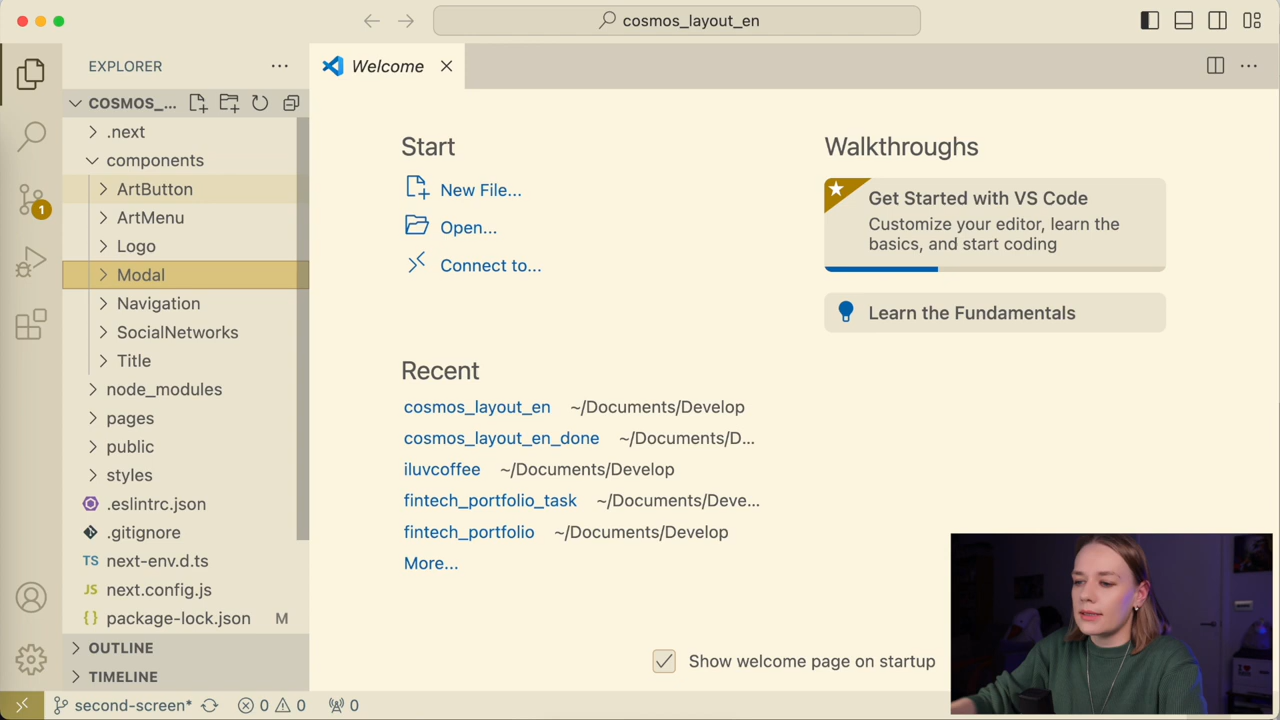 cosmos_layout_en
EXPLORER
Welcome
COSMOS_...
.next
components
ArtButton
ArtMenu
Logo
Modal
Navigation
SocialNetworks
Title
node_modules
pages
public
styles
.eslintrc.json
.gitignore
TS next-env.d.ts
JS next.config.js
{} package-lock.json M
OUTLINE
TIMELINE
1
Start
New File...
Open...
Connect to...
Recent
cosmos_layout_en ~/Documents/Develop
cosmos_layout_en_done ~/Documents/D...
iluvcoffee ~/Documents/Develop
fintech_portfolio_task ~/Documents/Deve...
fintech_portfolio ~/Documents/Develop
More...
Walkthroughs
Get Started with VS Code
Customize your editor, learn the
basics, and start coding
Learn the Fundamentals
Show welcome page on startup
second-screen* 0 0 0